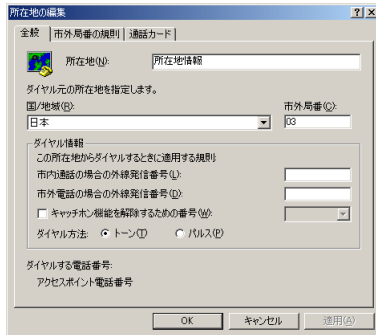 所在地の編集
全般 市外局番の規則 通話カード
所在地(N): 所在地情報
ダイヤル元の所在地を指定します。
国/地域(R): 市外局番(C):
日本 03
ダイヤル情報
この所在地からダイヤルするときに適用する規則:
市内通話の場合の外線発信番号(L):
市外電話の場合の外線発信番号(D):
キャッチホン機能を解除するための番号(W):
ダイヤル方法: トーン(T) パルス(P)
ダイヤルする電話番号:
アクセスポイント電話番号
OK キャンセル 適用(A)